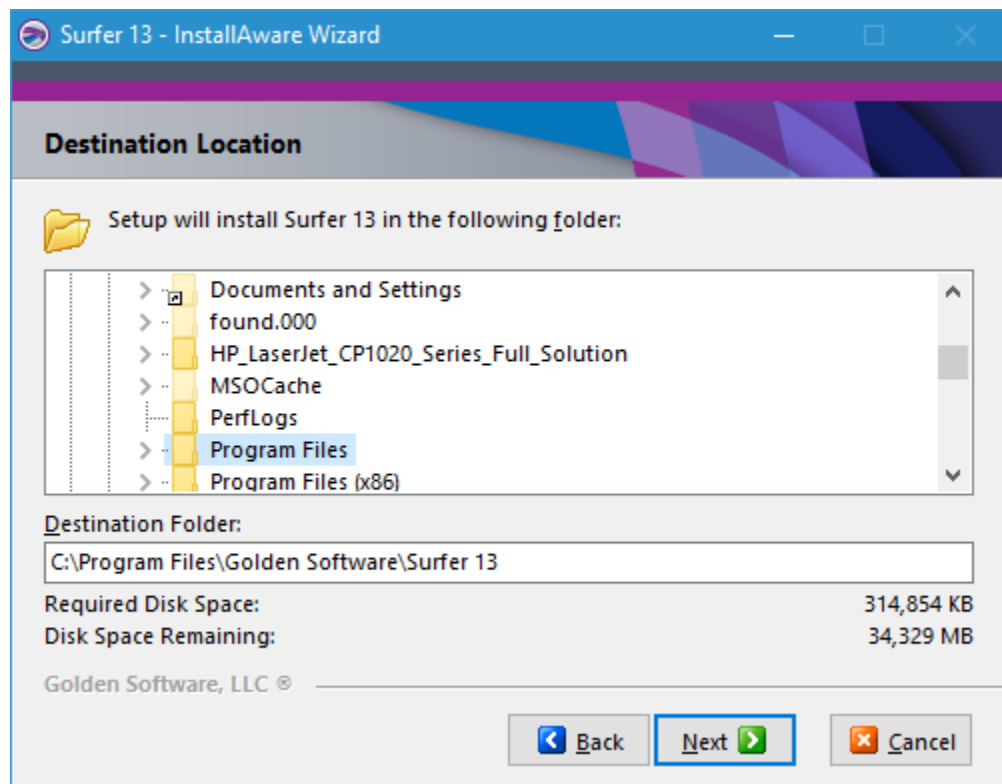 Surfer 13 - InstallAware Wizard
Destination Location
Setup will install Surfer 13 in the following folder:
Documents and Settings
found.000
HP_LaserJet_CP1020_Series_Full_Solution
MSOCache
PerfLogs
Program Files
Program Files (x86)
Destination Folder:
C:\Program Files\Golden Software\Surfer 13
Required Disk Space: 314,854 KB
Disk Space Remaining: 34,329 MB
Golden Software, LLC ®
Back Next Cancel